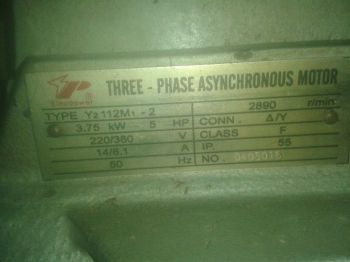 THREE - PHASE ASYNCHRONOUS MOTOR
TYPE Y2 112M1 - 2 2890 r/min
3.75 kW 5 HP CONN. Δ/Y
220/380 V CLASS F
14/8.1 A IP. 55
50 Hz NO.